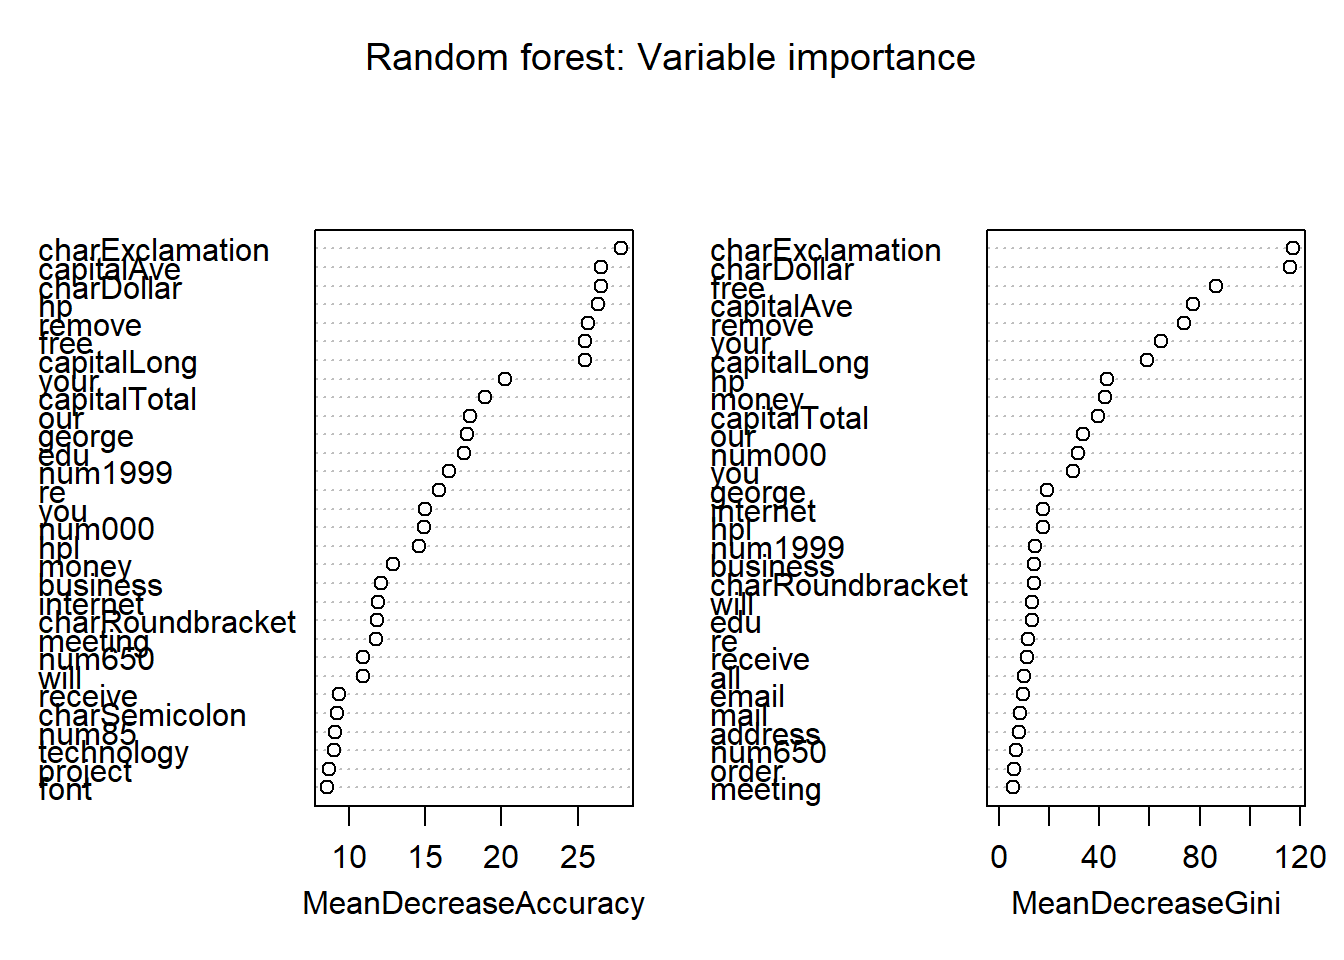 Random forest: Variable importance
charExclamation
capitalAve
charDollar
hp
remove
free
capitalLong
your
capitalTotal
our
george
edu
num1999
re
you
num000
hpl
money
business
internet
charRoundbracket
meeting
num650
will
receive
charSemicolon
num85
technology
project
font
10 15 20 25
MeanDecreaseAccuracy
charExclamation
charDollar
free
capitalAve
remove
your
capitalLong
hp
money
capitalTotal
our
num000
you
george
internet
hpl
num1999
business
charRoundbracket
will
edu
re
receive
all
email
mail
address
num650
order
meeting
0 40 80 120
MeanDecreaseGini